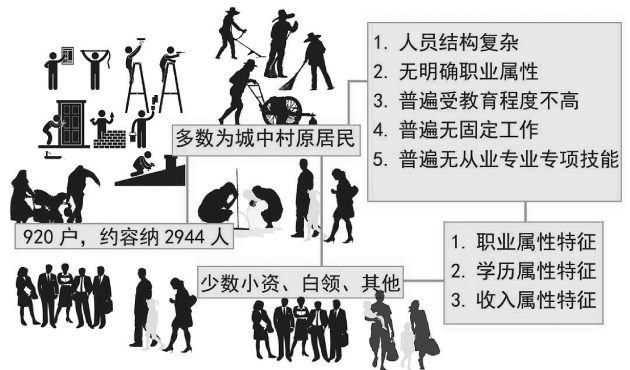 多数为城中村原居民
1. 人员结构复杂
2. 无明确职业属性
3. 普遍受教育程度不高
4. 普遍无固定工作
5. 普遍无从业专业专项技能
920 户，约容纳 2944 人
少数小资、白领、其他
1. 职业属性特征
2. 学历属性特征
3. 收入属性特征